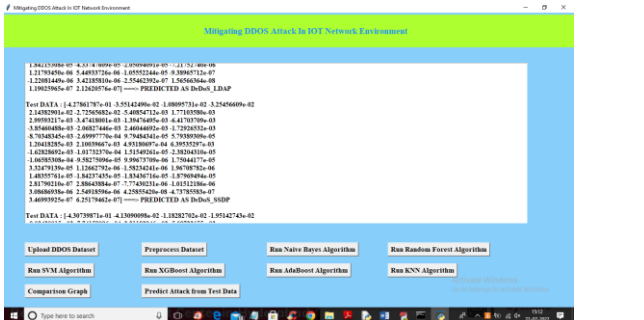 Mitigating DDOS Attack In IOT Network Environment
Mitigating DDOS Attack In IOT Network Environment
1.21793450e-06 5.44933726e-06 -1.05552244e-05 -9.38965712e-07
-1.22081449e-06 3.42185810e-06 -2.55462392e-07 1.56566364e-08
1.19025965e-07 2.12620576e-07] ===> PREDICTED AS DrDoS_LDAP
Test DATA : [-4.27861787e-01 -3.55142490e-02 -1.08095731e-02 -3.25456609e-02
2.14382901e-02 -2.72565682e-02 -5.40854712e-03 1.77103580e-03
2.99593217e-03 -3.47418001e-03 -1.39476495e-03 -6.41703709e-03
-3.85460488e-03 -2.06827446e-03 2.46044692e-03 -1.72926532e-03
-8.70348345e-03 -2.69997770e-04 9.79484341e-05 5.79389309e-05
1.20418285e-03 2.10039667e-03 4.93180697e-04 6.39535297e-03
-1.62828692e-03 -1.01732370e-04 1.51549261e-05 -2.38204310e-05
-1.06585308e-04 -9.58275096e-05 9.99673709e-06 1.75044177e-05
3.32479139e-05 1.12662792e-06 -1.58234241e-06 1.96708782e-06
1.48355761e-05 -1.84237435e-05 -1.83436716e-05 -1.87969494e-05
2.81790210e-07 2.88643884e-07 -7.77430231e-06 -1.01512186e-06
3.08686938e-06 2.54918596e-06 4.25855420e-08 -4.73785583e-07
3.46993925e-07 6.25179462e-07] ===> PREDICTED AS DrDoS_SSDP
Test DATA : [-4.30739871e-01 -4.13090098e-02 -1.18282702e-02 -1.95142743e-02
Upload DDOS Dataset Preprocess Dataset Run Naive Bayes Algorithm Run Random Forest Algorithm
Run SVM Algorithm Run XGBoost Algorithm Run AdaBoost Algorithm Run KNN Algorithm
Comparison Graph Predict Attack from Test Data
Activate Windows
Type here to search
15:12